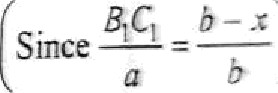 (Since B₁C₁/a = (b − x)/b